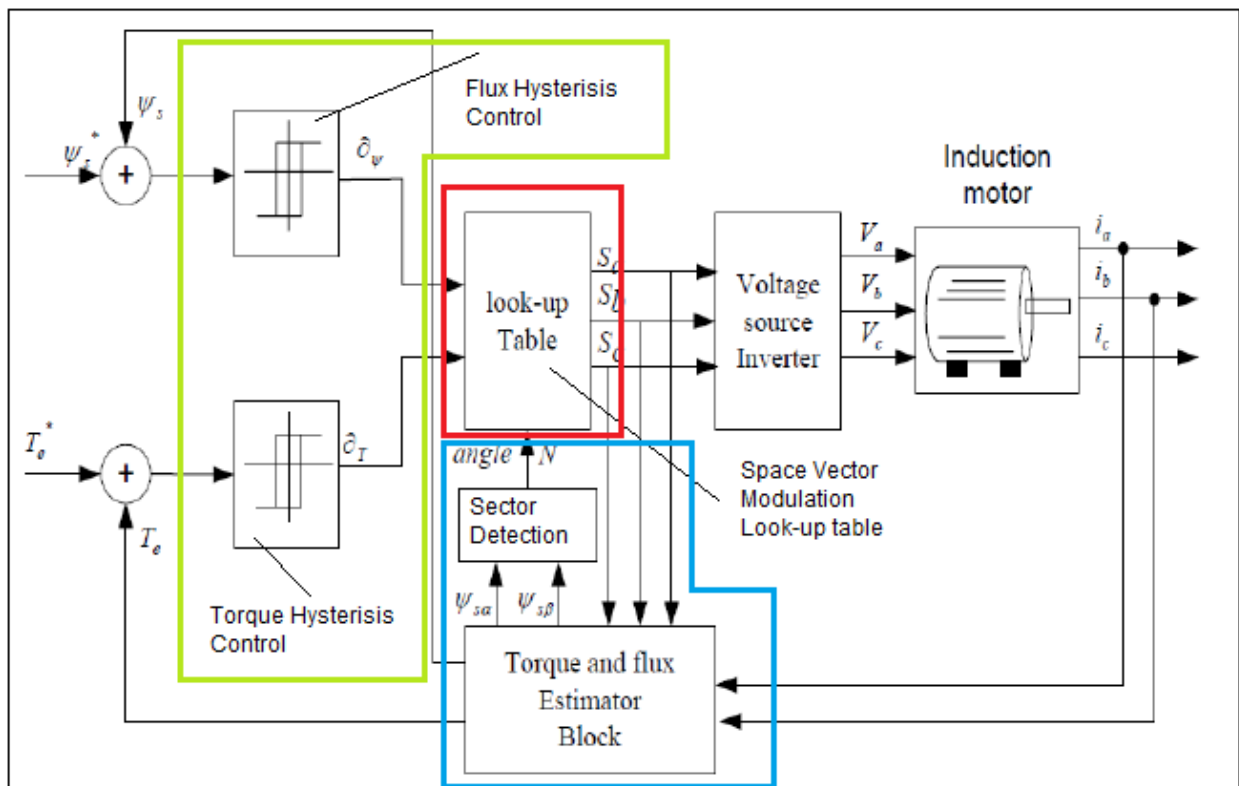 Flux Hysterisis
Control
ψs
ψs*
+
∂ψ
Induction
motor
look-up
Table
Sa
Sb
Sc
Voltage
source
Inverter
Va
Vb
Vc
ia
ib
ic
Te*
+
∂T
Te
angle N
Sector
Detection
Space Vector
Modulation
Look-up table
ψsα ψsβ
Torque Hysterisis
Control
Torque and flux
Estimator
Block